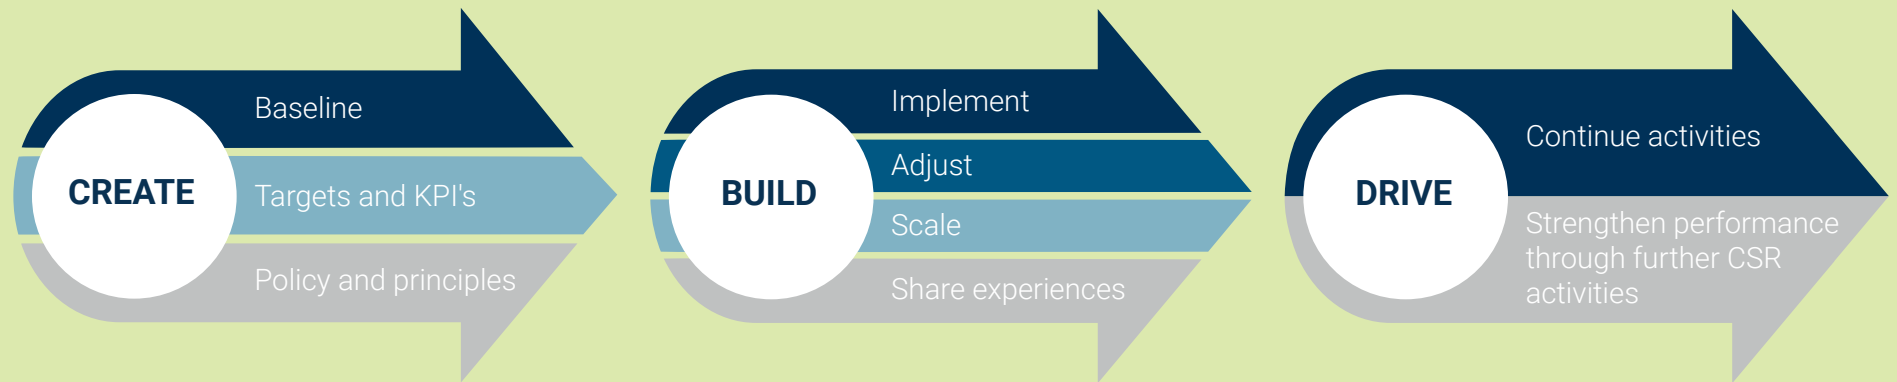 CREATE
Baseline
Targets and KPI's
Policy and principles
BUILD
Implement
Adjust
Scale
Share experiences
DRIVE
Continue activities
Strengthen performance
through further CSR
activities